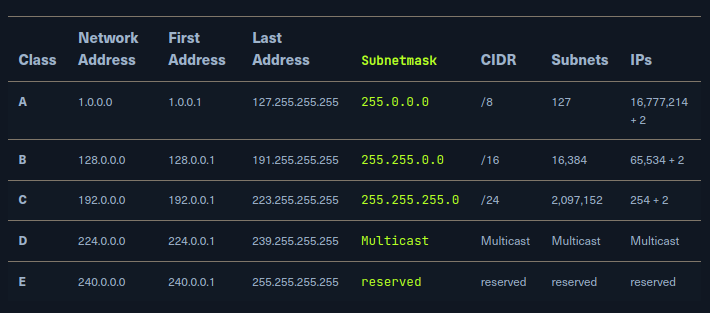 Class Network Address First Address Last Address Subnetmask CIDR Subnets IPs
A 1.0.0.0 1.0.0.1 127.255.255.255 255.0.0.0 /8 127 16,777,214 + 2
B 128.0.0.0 128.0.0.1 191.255.255.255 255.255.0.0 /16 16,384 65,534 + 2
C 192.0.0.0 192.0.0.1 223.255.255.255 255.255.255.0 /24 2,097,152 254 + 2
D 224.0.0.0 224.0.0.1 239.255.255.255 Multicast Multicast Multicast Multicast
E 240.0.0.0 240.0.0.1 255.255.255.255 reserved reserved reserved reserved